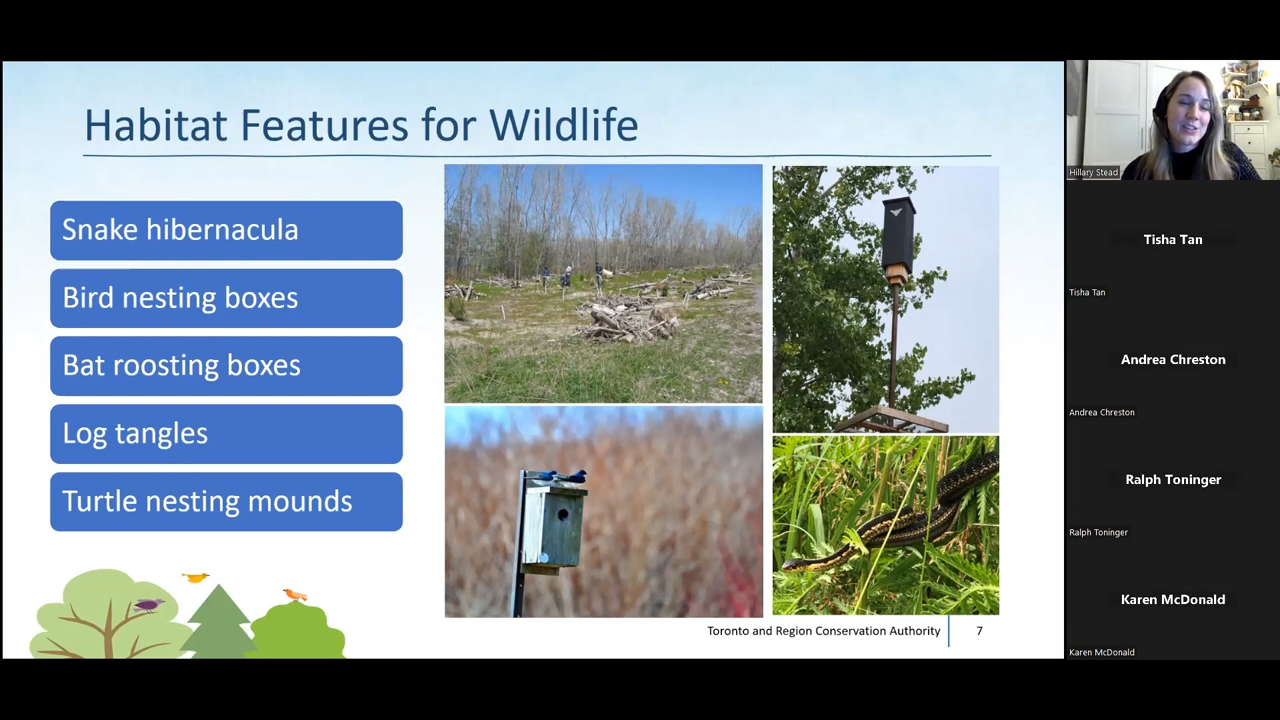 Habitat Features for Wildlife
Snake hibernacula
Bird nesting boxes
Bat roosting boxes
Log tangles
Turtle nesting mounds
Toronto and Region Conservation Authority
7
Hillary Stead
Tisha Tan
Tisha Tan
Andrea Chreston
Andrea Chreston
Ralph Toninger
Ralph Toninger
Karen McDonald
Karen McDonald